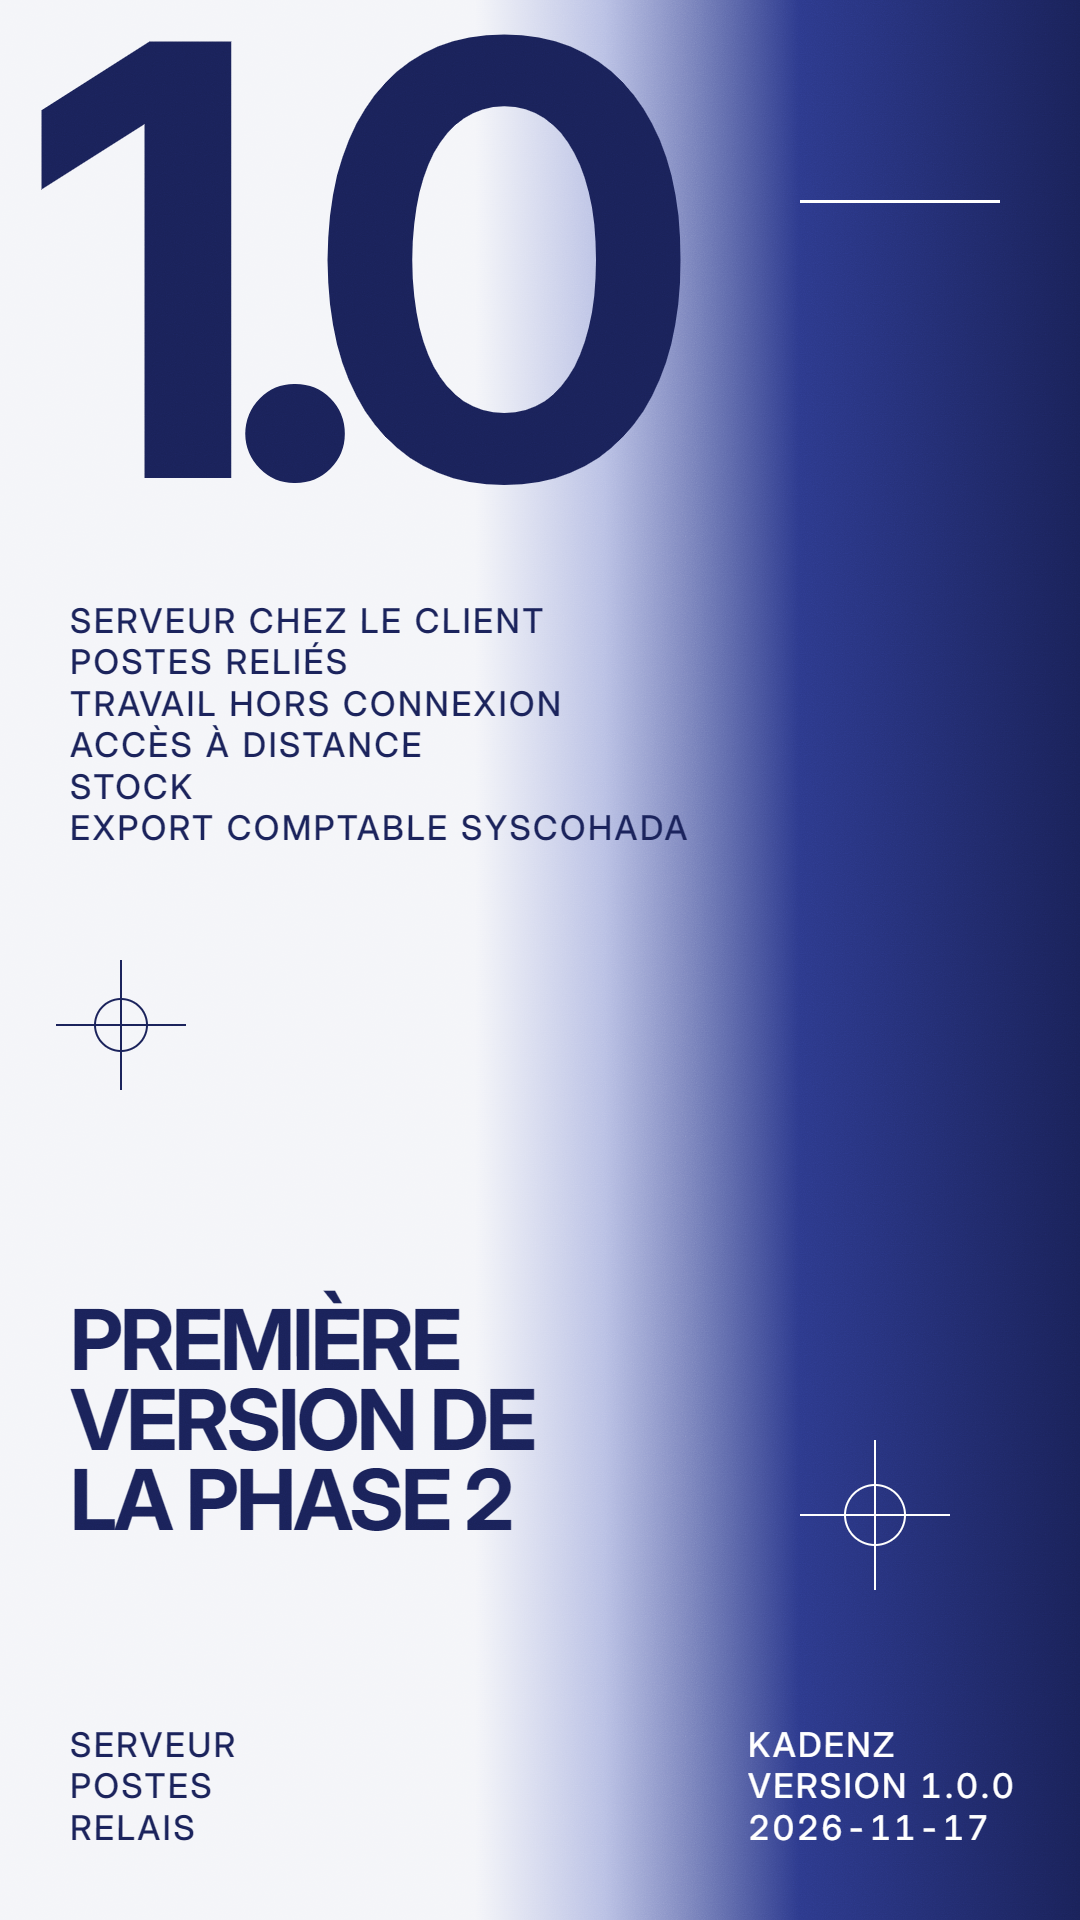 1.0
SERVEUR CHEZ LE CLIENT
POSTES RELIÉS
TRAVAIL HORS CONNEXION
ACCÈS À DISTANCE
STOCK
EXPORT COMPTABLE SYSCOHADA
PREMIÈRE
VERSION DE
LA PHASE 2
SERVEUR
POSTES
RELAIS
KADENZ
VERSION 1.0.0
2026-11-17